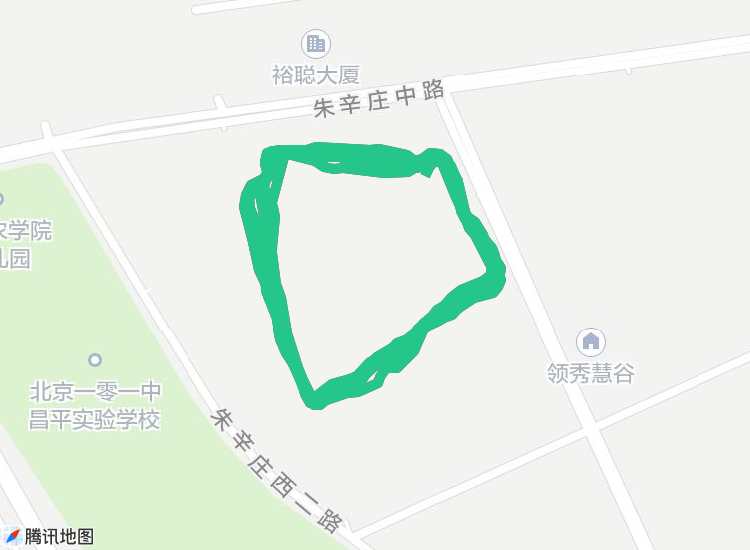 裕聪大厦
朱辛庄中路
农学院
儿园
领秀慧谷
北京一零一中
昌平实验学校
朱辛庄西二路
腾讯地图